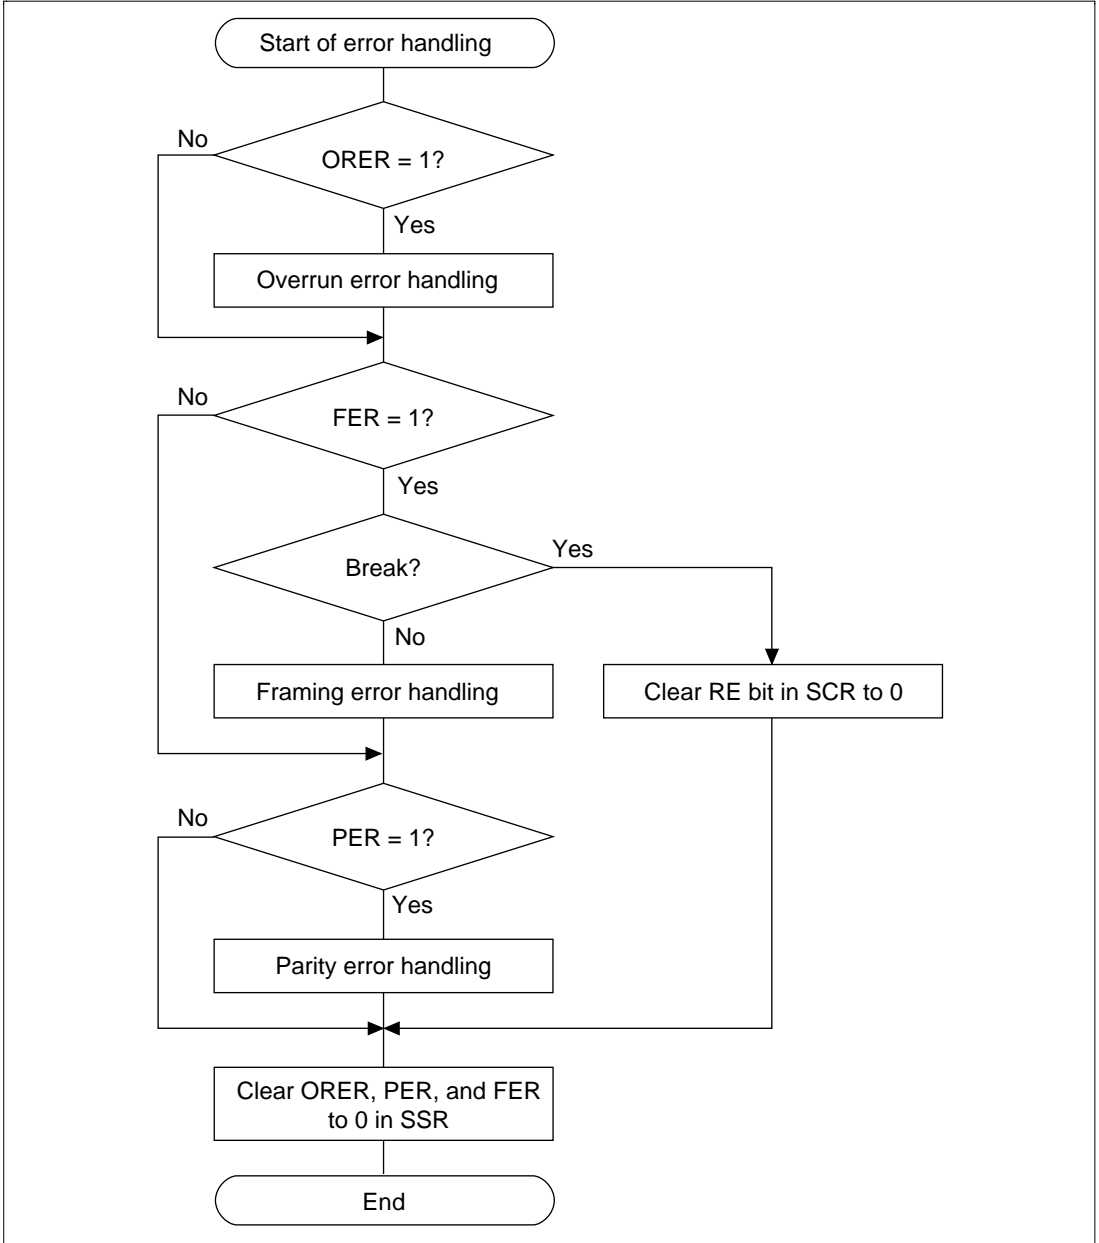 Start of error handling
No
ORER = 1?
Yes
Overrun error handling
No
FER = 1?
Yes
Break?
Yes
No
Framing error handling
Clear RE bit in SCR to 0
No
PER = 1?
Yes
Parity error handling
Clear ORER, PER, and FER
to 0 in SSR
End